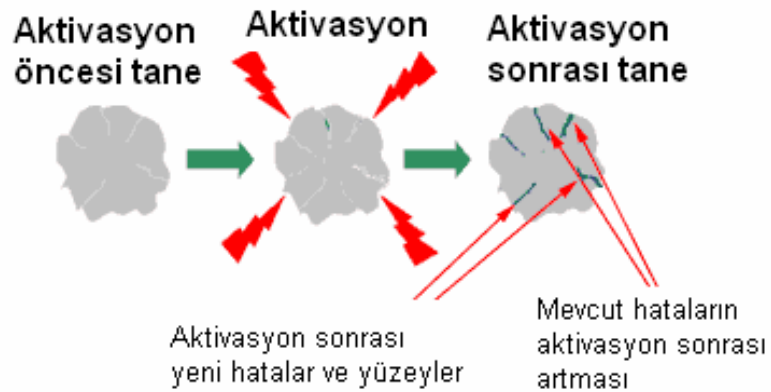 Aktivasyon
öncesi tane
Aktivasyon
Aktivasyon
sonrası tane
Aktivasyon sonrası
yeni hatalar ve yüzeyler
Mevcut hataların
aktivasyon sonrası
artması